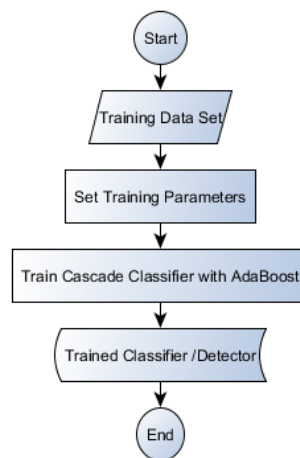 Start
Training Data Set
Set Training Parameters
Train Cascade Classifier with AdaBoost
Trained Classifier /Detector
End